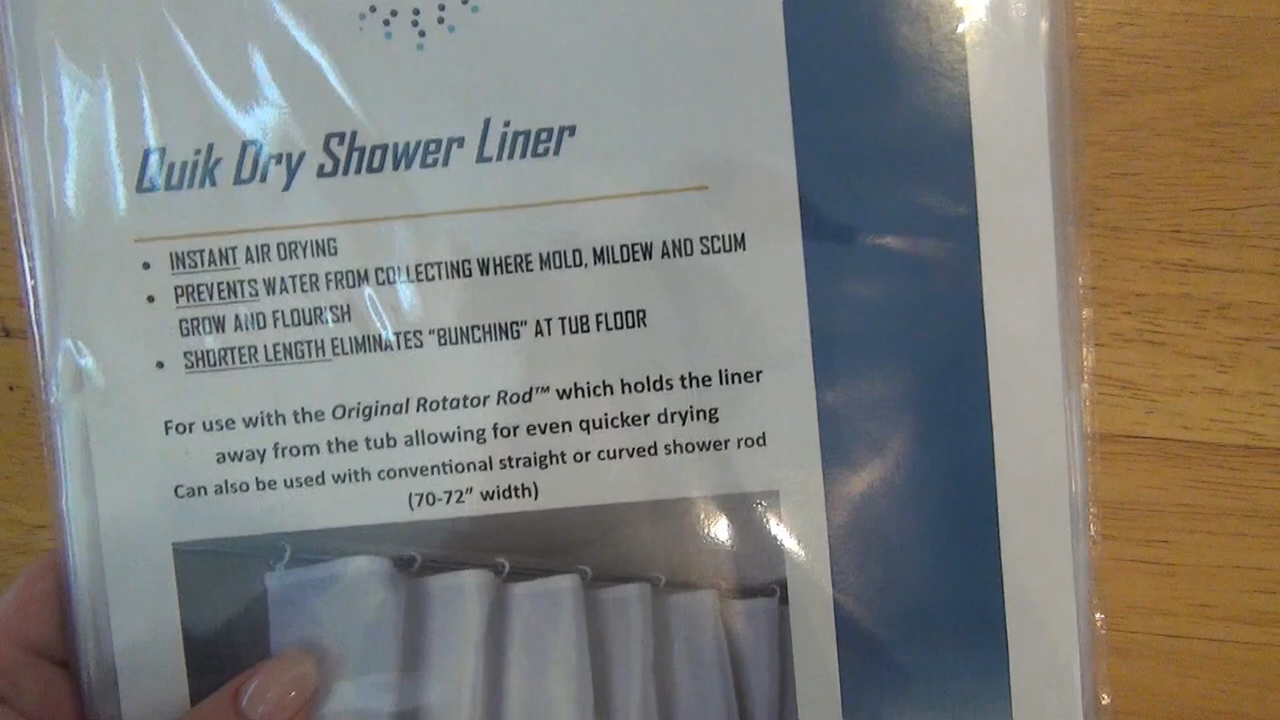 Quik Dry Shower Liner
• INSTANT AIR DRYING
• PREVENTS WATER FROM COLLECTING WHERE MOLD, MILDEW AND SCUM
GROW AND FLOURISH
• SHORTER LENGTH ELIMINATES "BUNCHING" AT TUB FLOOR
For use with the Original Rotator Rod™ which holds the liner
away from the tub allowing for even quicker drying
Can also be used with conventional straight or curved shower rod
(70-72" width)